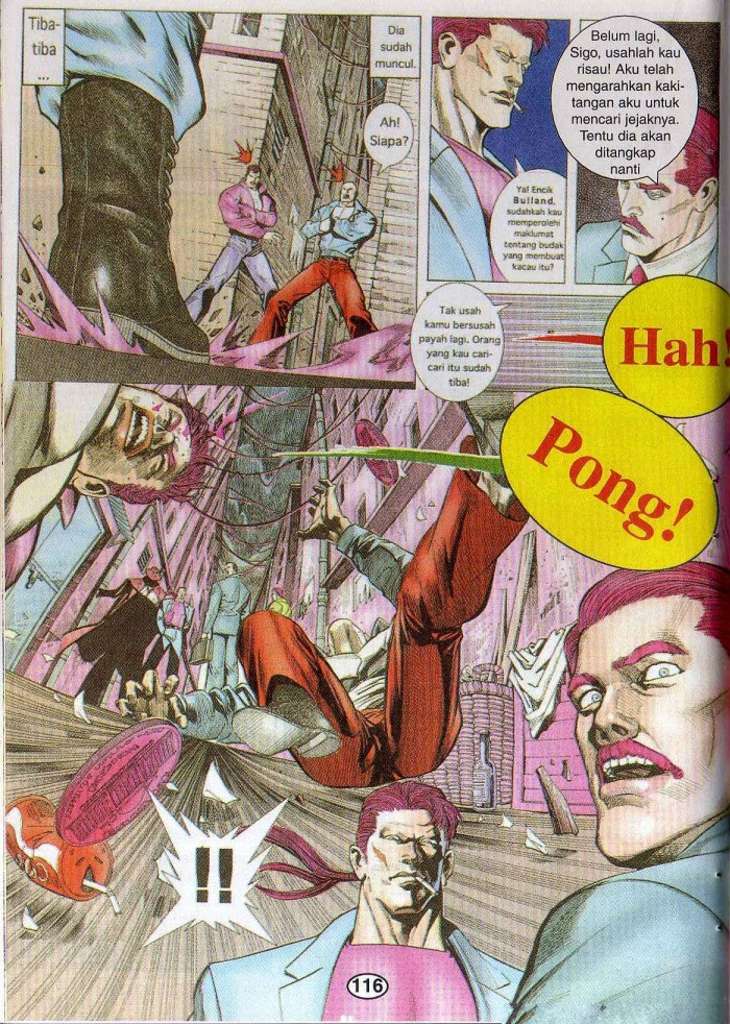 Tiba-
tiba
...
Dia
sudah
muncul.
Ah!
Siapa?
Ya! Encik
Bulland,
sudahkah kau
memperolehi
maklumat
tentang budak
yang membuat
kacau itu?
Belum lagi,
Sigo, usahlah kau
risau! Aku telah
mengarahkan kaki-
tangan aku untuk
mencari jejaknya.
Tentu dia akan
ditangkap
nanti
Tak usah
kamu bersusah
payah lagi. Orang
yang kau cari-
cari itu sudah
tiba!
Hah!
Pong!
!!
116